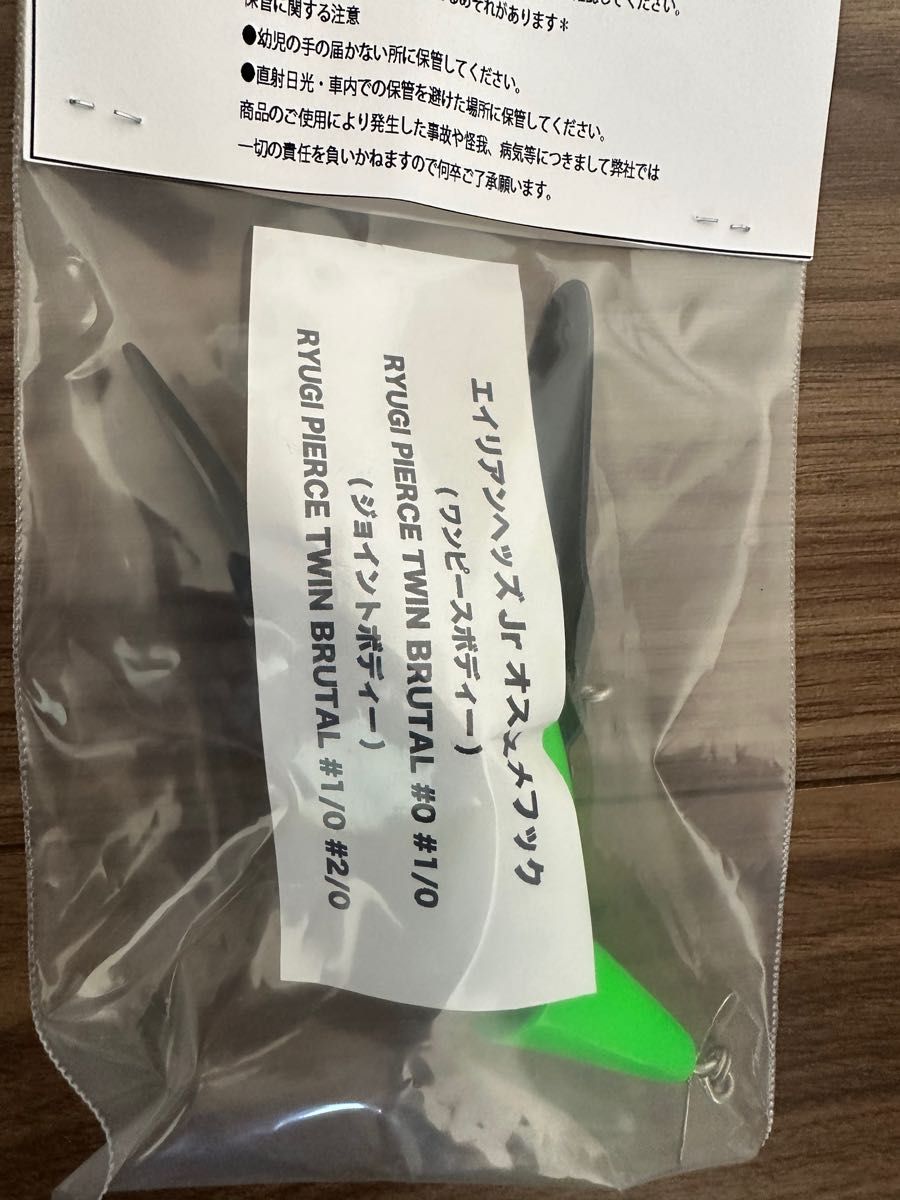 保管に関する注意
●幼児の手の届かない所に保管してください。
●直射日光・車内での保管を避けた場所に保管してください。
商品のご使用により発生した事故や怪我、病気等につきまして弊社では
一切の責任を負いかねますので何卒ご了承願います。
エイリアンヘッズJr オススメフック
(ワンピースボディー)
RYUGI PIERCE TWIN BRUTAL #0 #1/0
(ジョイントボディー)
RYUGI PIERCE TWIN BRUTAL #1/0 #2/0